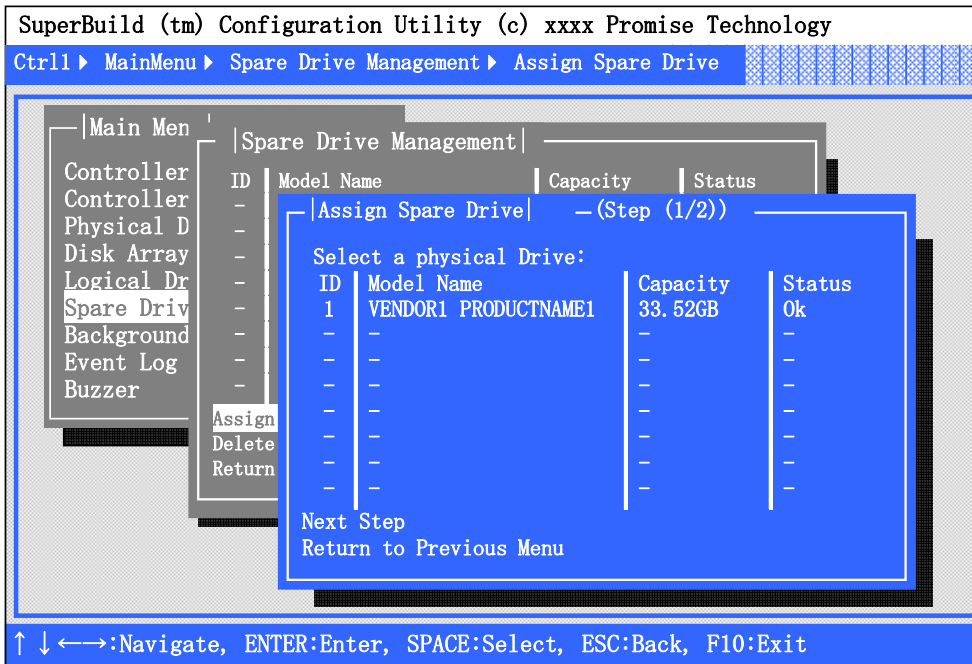 SuperBuild (tm) Configuration Utility (c) xxxx Promise Technology
Ctrl1 ▶ MainMenu ▶ Spare Drive Management ▶ Assign Spare Drive
Main Men
Controller
Controller
Physical D
Disk Array
Logical Dr
Spare Driv
Background
Event Log
Buzzer
Spare Drive Management
ID Model Name Capacity Status
-
-
-
-
-
-
-
-
Assign
Delete
Return
Assign Spare Drive —(Step (1/2))
Select a physical Drive:
ID Model Name Capacity Status
1 VENDOR1 PRODUCTNAME1 33.52GB Ok
- - - -
- - - -
- - - -
- - - -
- - - -
- - - -
- - - -
Next Step
Return to Previous Menu
↑↓←→:Navigate, ENTER:Enter, SPACE:Select, ESC:Back, F10:Exit